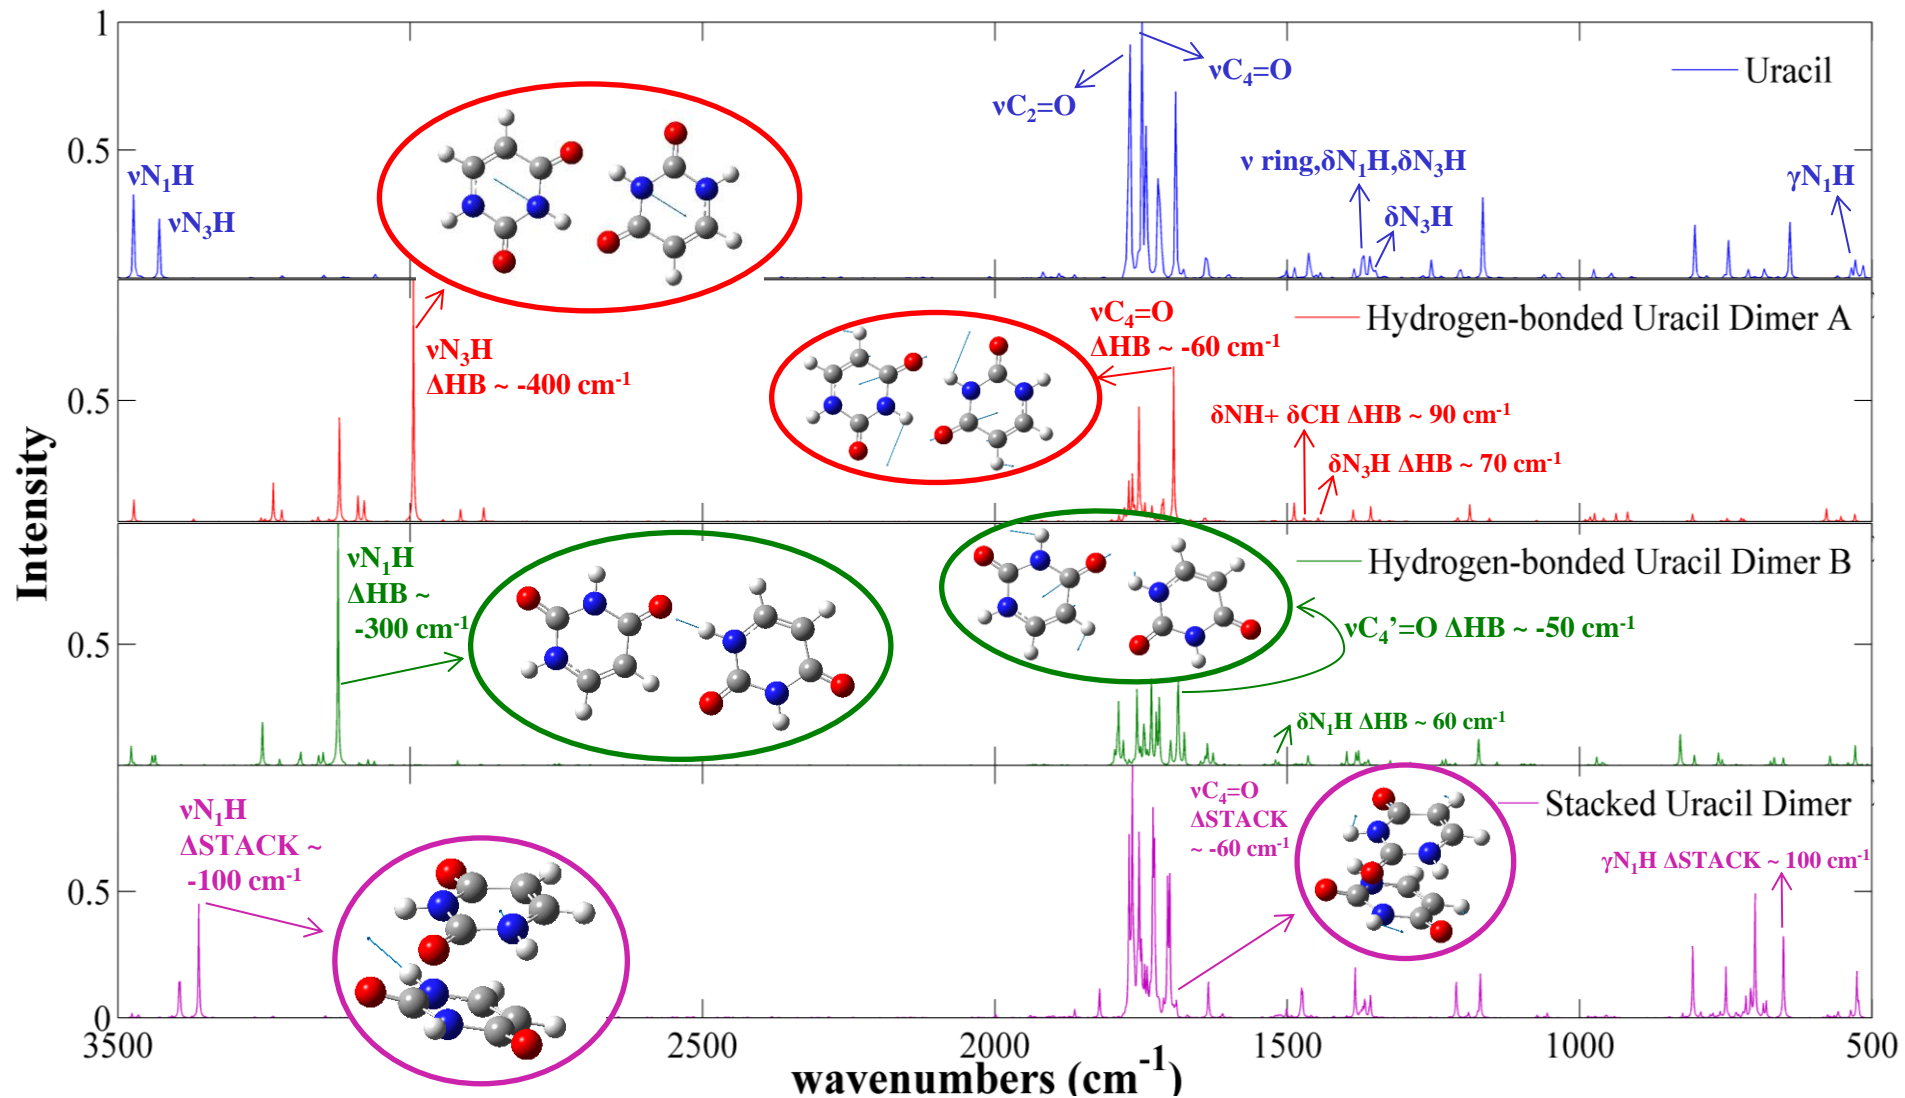 1
Uracil
νC₄=O
νC₂=O
0.5
νN₁H
νN₃H
ν ring,δN₁H,δN₃H
δN₃H
γN₁H
Hydrogen-bonded Uracil Dimer A
νC₄=O
ΔHB ~ -60 cm⁻¹
νN₃H
ΔHB ~ -400 cm⁻¹
0.5
δNH+ δCH ΔHB ~ 90 cm⁻¹
δN₃H ΔHB ~ 70 cm⁻¹
Intensity
Hydrogen-bonded Uracil Dimer B
νN₁H
ΔHB ~
-300 cm⁻¹
0.5
νC₄’=O ΔHB ~ -50 cm⁻¹
δN₁H ΔHB ~ 60 cm⁻¹
Stacked Uracil Dimer
νN₁H
ΔSTACK ~
-100 cm⁻¹
νC₄=O
ΔSTACK
~ -60 cm⁻¹
γN₁H ΔSTACK ~ 100 cm⁻¹
0.5
0
3500 2500 2000 1500 1000 500
wavenumbers (cm⁻¹)